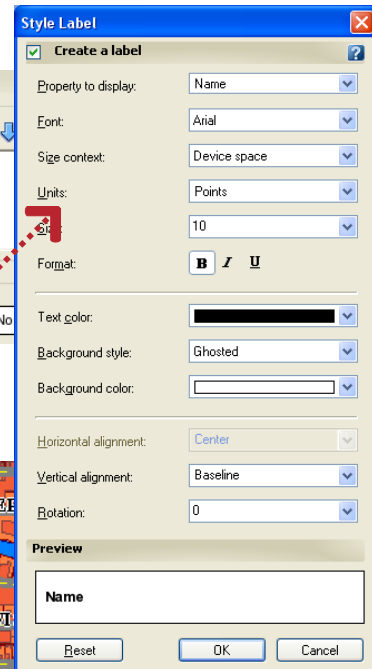 Style Label
Create a label
Property to display: Name
Font: Arial
Size context: Device space
Units: Points
Size: 10
Format: B I U
Text color:
Background style: Ghosted
Background color:
Horizontal alignment: Center
Vertical alignment: Baseline
Rotation: 0
Preview
Name
Reset OK Cancel
No